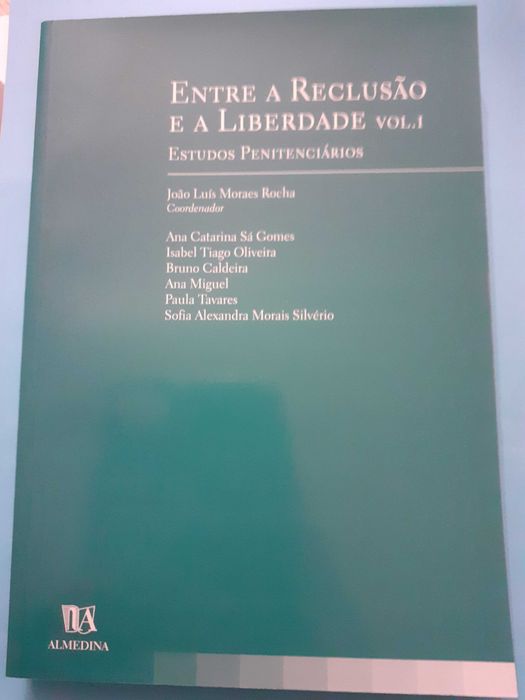 ENTRE A RECLUSÃO
E A LIBERDADE VOL.I
ESTUDOS PENITENCIÁRIOS
João Luís Moraes Rocha
Coordenador
Ana Catarina Sá Gomes
Isabel Tiago Oliveira
Bruno Caldeira
Ana Miguel
Paula Tavares
Sofia Alexandra Morais Silvério
ALMEDINA